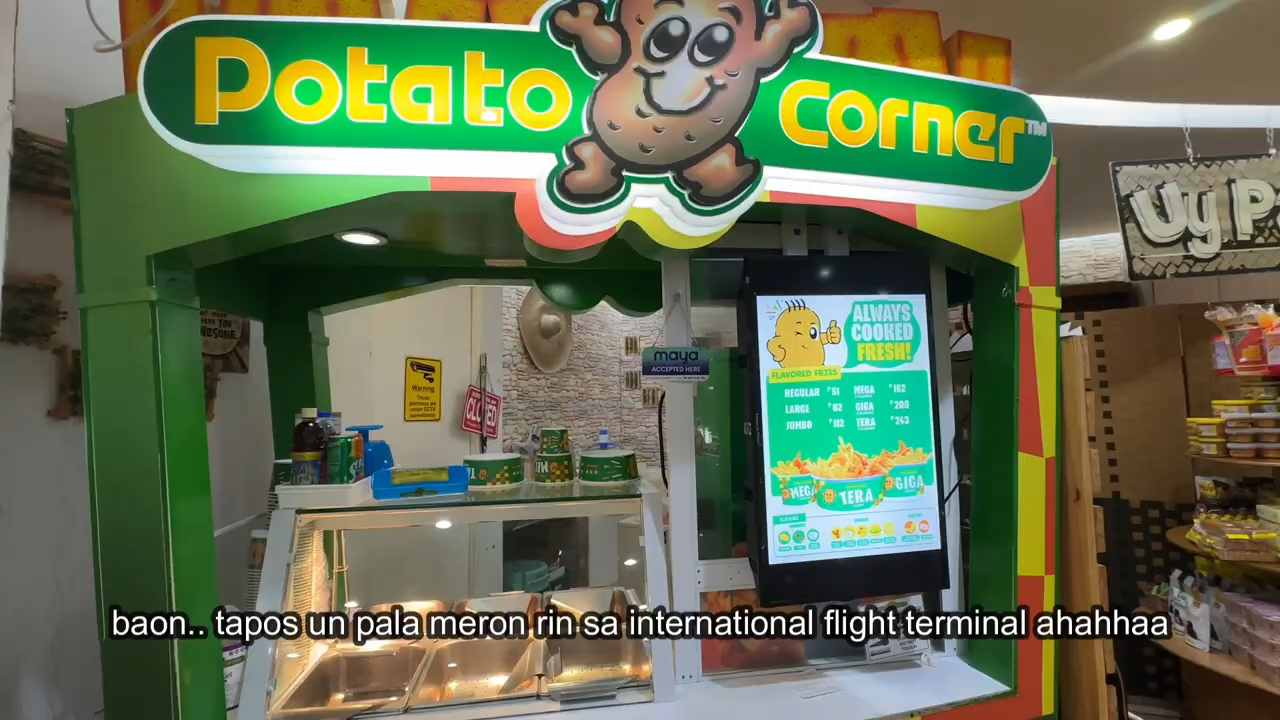 Potato Corner™
Uy P
maya
ACCEPTED HERE
Warning
CLOSED
ALWAYS
COOKED
FRESH!
FLAVORED FRIES
REGULAR ₱51 MEGA ₱162
LARGE ₱82 GIGA ₱208
JUMBO ₱112 TERA ₱243
MEGA TERA GIGA
baon.. tapos un pala meron rin sa international flight terminal ahahhaa